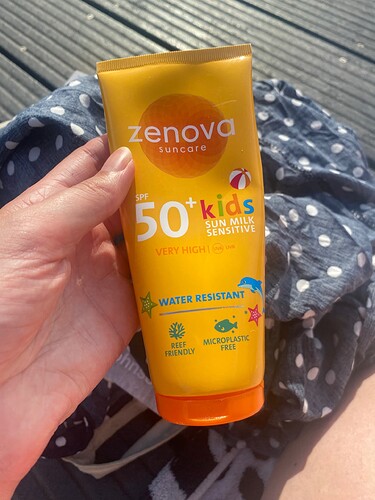 zenova
suncare
SPF
50+ kids
SUN MILK
SENSITIVE
VERY HIGH
WATER RESISTANT
REEF
FRIENDLY
MICROPLASTIC
FREE